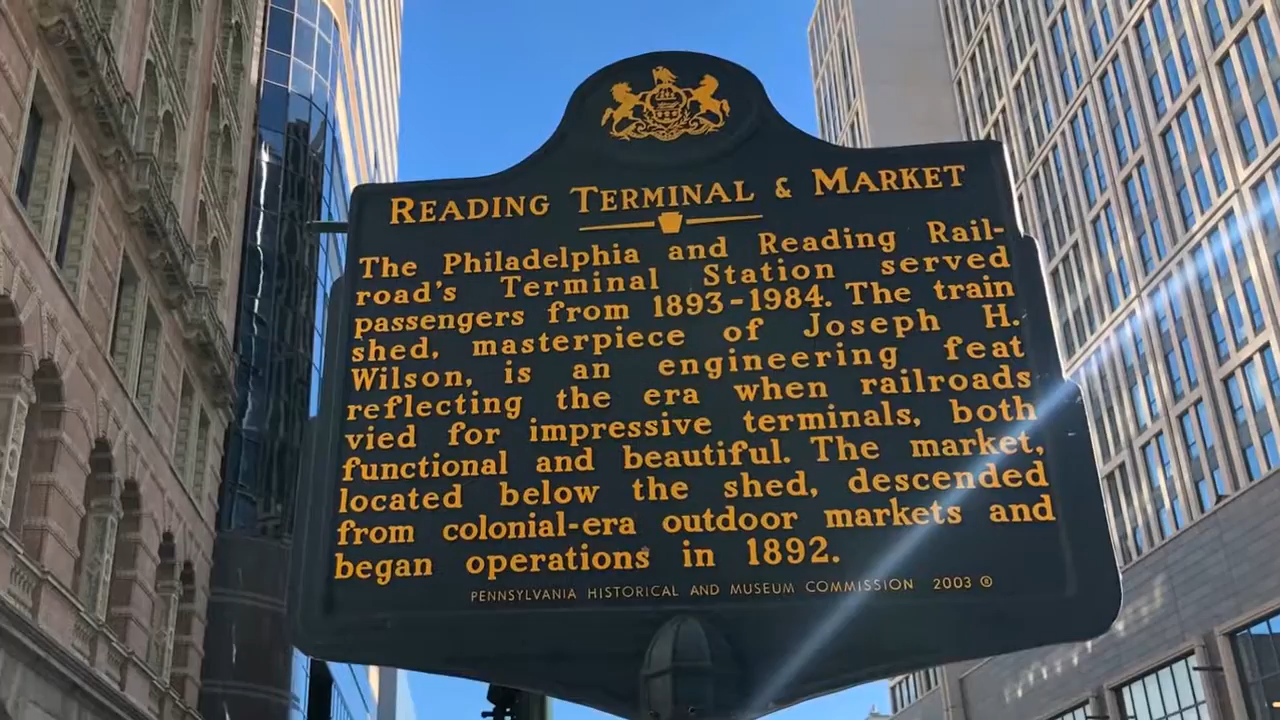 READING TERMINAL & MARKET
The Philadelphia and Reading Rail-
road's Terminal Station served
passengers from 1893-1984. The train
shed, masterpiece of Joseph H.
Wilson, is an engineering feat
reflecting the era when railroads
vied for impressive terminals, both
functional and beautiful. The market,
located below the shed, descended
from colonial-era outdoor markets and
began operations in 1892.
PENNSYLVANIA HISTORICAL AND MUSEUM COMMISSION 2003 ®